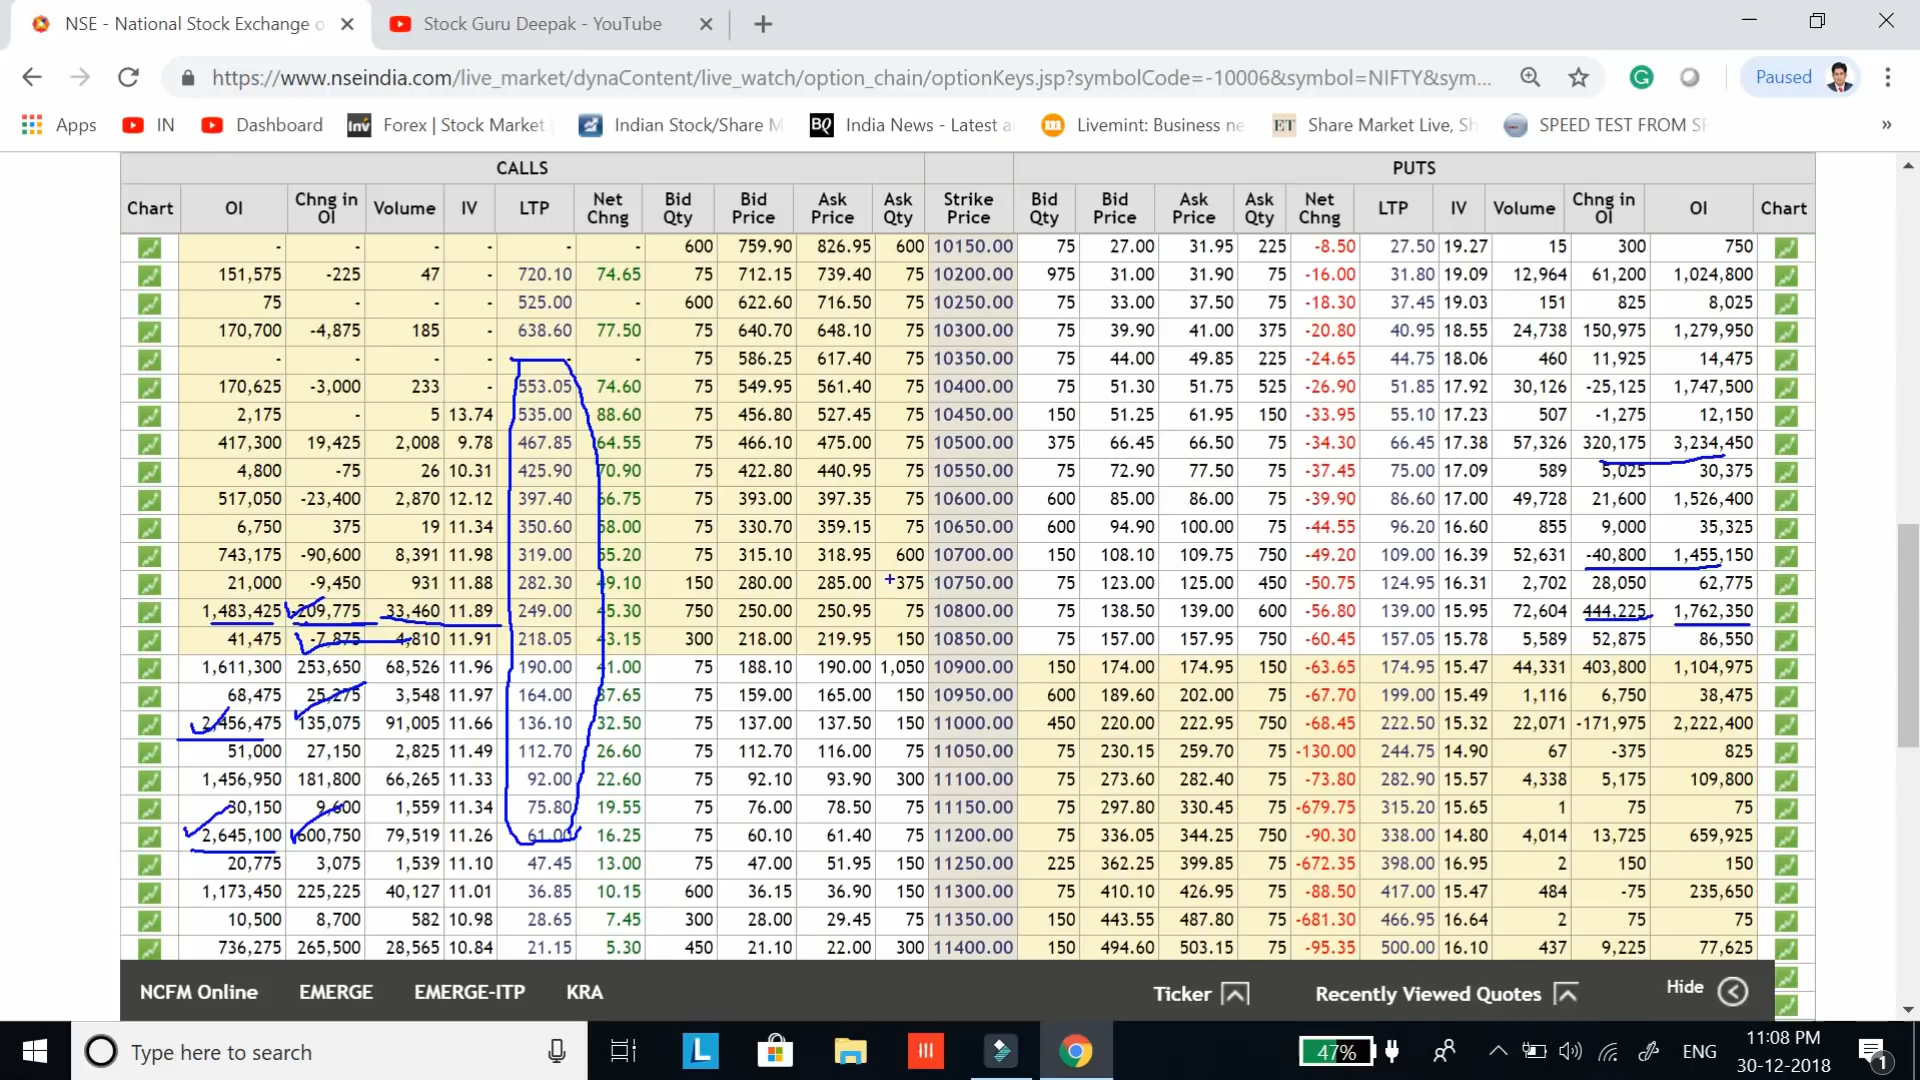 NSE - National Stock Exchange o
Stock Guru Deepak - YouTube
https://www.nseindia.com/live_market/dynaContent/live_watch/option_chain/optionKeys.jsp?symbolCode=-10006&symbol=NIFTY&sym...
Paused
Apps IN Dashboard Inv Forex | Stock Market Indian Stock/Share M BQ India News - Latest a m Livemint: Business ne ET Share Market Live, Sh SPEED TEST FROM SP »
CALLS PUTS
Chart OI Chng in OI Volume IV LTP Net Chng Bid Qty Bid Price Ask Price Ask Qty Strike Price Bid Qty Bid Price Ask Price Ask Qty Net Chng LTP IV Volume Chng in OI OI Chart
- - - - - - 600 759.90 826.95 600 10150.00 75 27.00 31.95 225 -8.50 27.50 19.27 15 300 750
151,575 -225 47 - 720.10 74.65 75 712.15 739.40 75 10200.00 975 31.00 31.90 75 -16.00 31.80 19.09 12,964 61,200 1,024,800
75 - - - 525.00 - 600 622.60 716.50 75 10250.00 75 33.00 37.50 75 -18.30 37.45 19.03 151 825 8,025
170,700 -4,875 185 - 638.60 77.50 75 640.70 648.10 75 10300.00 75 39.90 41.00 375 -20.80 40.95 18.55 24,738 150,975 1,279,950
- - - - - - 75 586.25 617.40 75 10350.00 75 44.00 49.85 225 -24.65 44.75 18.06 460 11,925 14,475
170,625 -3,000 233 - 553.05 74.60 75 549.95 561.40 75 10400.00 75 51.30 51.75 525 -26.90 51.85 17.92 30,126 -25,125 1,747,500
2,175 - 5 13.74 535.00 88.60 75 456.80 527.45 75 10450.00 150 51.25 61.95 150 -33.95 55.10 17.23 507 -1,275 12,150
417,300 19,425 2,008 9.78 467.85 64.55 75 466.10 475.00 75 10500.00 375 66.45 66.50 75 -34.30 66.45 17.38 57,326 320,175 3,234,450
4,800 -75 26 10.31 425.90 70.90 75 422.80 440.95 75 10550.00 75 72.90 77.50 75 -37.45 75.00 17.09 589 5,025 30,375
517,050 -23,400 2,870 12.12 397.40 66.75 75 393.00 397.35 75 10600.00 600 85.00 86.00 75 -39.90 86.60 17.00 49,728 21,600 1,526,400
6,750 375 19 11.34 350.60 58.00 75 330.70 359.15 75 10650.00 600 94.90 100.00 75 -44.55 96.20 16.60 855 9,000 35,325
743,175 -90,600 8,391 11.98 319.00 55.20 75 315.10 318.95 600 10700.00 150 108.10 109.75 750 -49.20 109.00 16.39 52,631 -40,800 1,455,150
21,000 -9,450 931 11.88 282.30 49.10 150 280.00 285.00 375 10750.00 75 123.00 125.00 450 -50.75 124.95 16.31 2,702 28,050 62,775
1,483,425 -209,775 33,460 11.89 249.00 45.30 750 250.00 250.95 75 10800.00 75 138.50 139.00 600 -56.80 139.00 15.95 72,604 444,225 1,762,350
41,475 -7,875 4,810 11.91 218.05 43.15 300 218.00 219.95 150 10850.00 75 157.00 157.95 750 -60.45 157.05 15.78 5,589 52,875 86,550
1,611,300 253,650 68,526 11.96 190.00 41.00 75 188.10 190.00 1,050 10900.00 150 174.00 174.95 150 -63.65 174.95 15.47 44,331 403,800 1,104,975
68,475 25,275 3,548 11.97 164.00 37.65 75 159.00 165.00 150 10950.00 600 189.60 202.00 75 -67.70 199.00 15.49 1,116 6,750 38,475
2,456,475 135,075 91,005 11.66 136.10 32.50 75 137.00 137.50 150 11000.00 450 220.00 222.95 750 -68.45 222.50 15.32 22,071 -171,975 2,222,400
51,000 27,150 2,825 11.49 112.70 26.60 75 112.70 116.00 75 11050.00 75 230.15 259.70 75 -130.00 244.75 14.90 67 -375 825
1,456,950 181,800 66,265 11.33 92.00 22.60 75 92.10 93.90 300 11100.00 75 273.60 282.40 75 -73.80 282.90 15.57 4,338 5,175 109,800
30,150 9,600 1,559 11.34 75.80 19.55 75 76.00 78.50 75 11150.00 75 297.80 330.45 75 -679.75 315.20 15.65 1 75 75
2,645,100 600,750 79,519 11.26 61.00 16.25 75 60.10 61.40 75 11200.00 75 336.05 344.25 750 -90.30 338.00 14.80 4,014 13,725 659,925
20,775 3,075 1,539 11.10 47.45 13.00 75 47.00 51.95 150 11250.00 225 362.25 399.85 75 -672.35 398.00 16.95 2 150 150
1,173,450 225,225 40,127 11.01 36.85 10.15 600 36.15 36.90 150 11300.00 75 410.10 426.95 75 -88.50 417.00 15.47 484 -75 235,650
10,500 8,700 582 10.98 28.65 7.45 300 28.00 29.45 75 11350.00 150 443.55 487.80 75 -681.30 466.95 16.64 2 75 75
736,275 265,500 28,565 10.84 21.15 5.30 450 21.10 22.00 300 11400.00 150 494.60 503.15 75 -95.35 500.00 16.10 437 9,225 77,625
NCFM Online EMERGE EMERGE-ITP KRA Ticker Recently Viewed Quotes Hide
Type here to search L 47% ENG 11:08 PM
30-12-2018 1